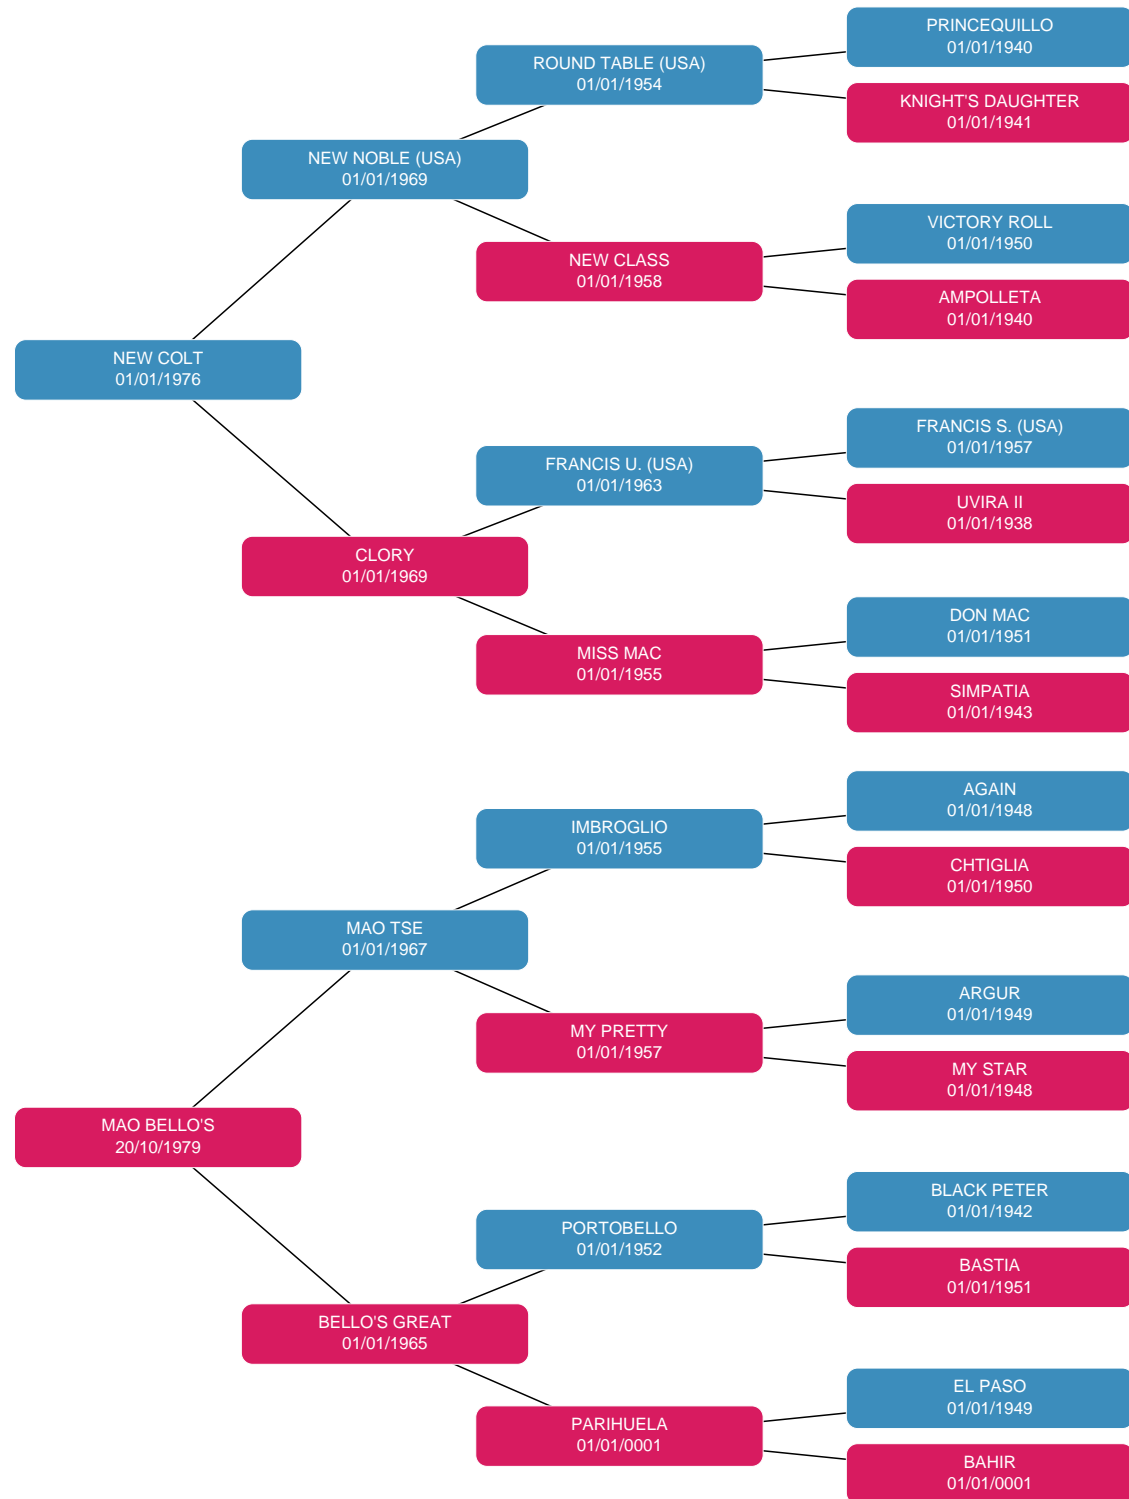 PRINCEQUILLO
01/01/1940
ROUND TABLE (USA)
01/01/1954
KNIGHT'S DAUGHTER
01/01/1941
NEW NOBLE (USA)
01/01/1969
VICTORY ROLL
01/01/1950
NEW CLASS
01/01/1958
AMPOLLETA
01/01/1940
NEW COLT
01/01/1976
FRANCIS S. (USA)
01/01/1957
FRANCIS U. (USA)
01/01/1963
UVIRA II
01/01/1938
CLORY
01/01/1969
DON MAC
01/01/1951
MISS MAC
01/01/1955
SIMPATIA
01/01/1943
AGAIN
01/01/1948
IMBROGLIO
01/01/1955
CHTIGLIA
01/01/1950
MAO TSE
01/01/1967
ARGUR
01/01/1949
MY PRETTY
01/01/1957
MY STAR
01/01/1948
MAO BELLO'S
20/10/1979
BLACK PETER
01/01/1942
PORTOBELLO
01/01/1952
BASTIA
01/01/1951
BELLO'S GREAT
01/01/1965
EL PASO
01/01/1949
PARIHUELA
01/01/0001
BAHIR
01/01/0001